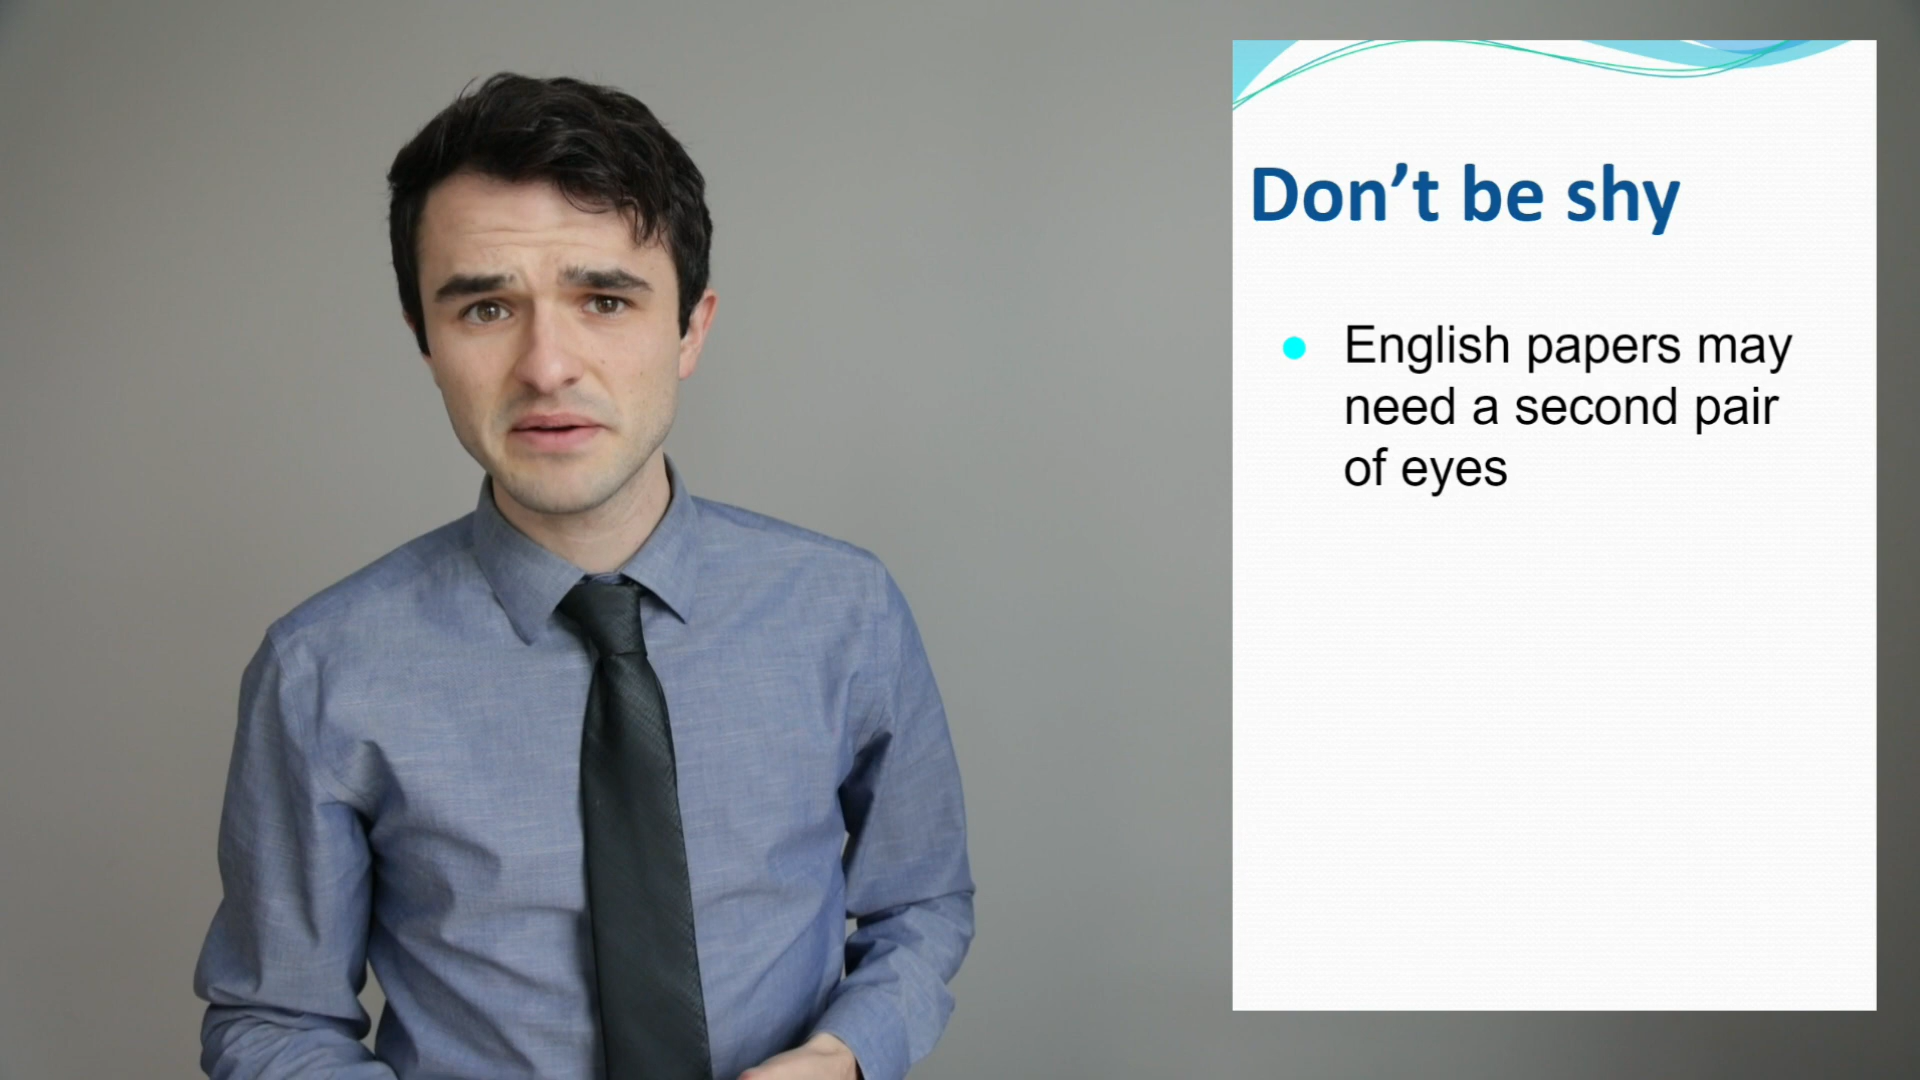 Don’t be shy
English papers may
need a second pair
of eyes